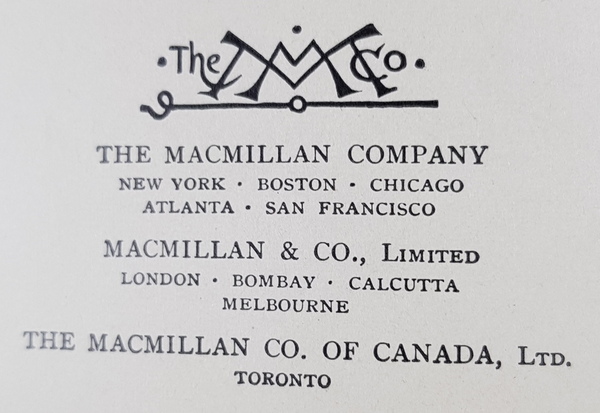 ·The M Co·
THE MACMILLAN COMPANY
NEW YORK · BOSTON · CHICAGO
ATLANTA · SAN FRANCISCO
MACMILLAN & CO., LIMITED
LONDON · BOMBAY · CALCUTTA
MELBOURNE
THE MACMILLAN CO. OF CANADA, LTD.
TORONTO